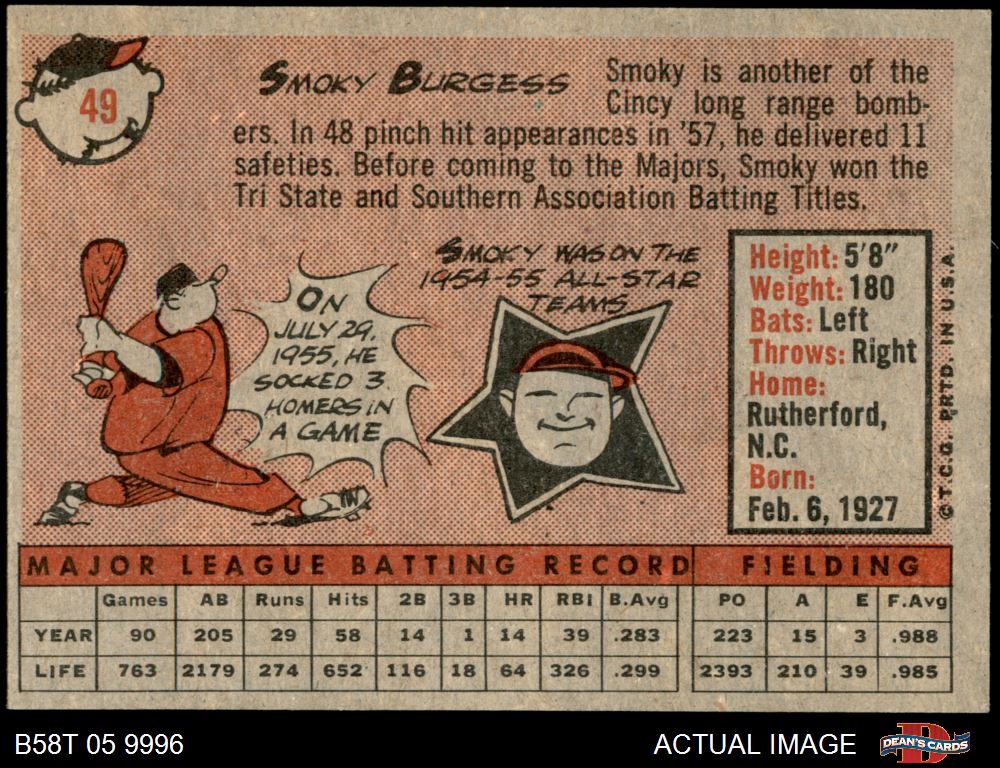 49
SMOKY BURGESS
Smoky is another of the
Cincy long range bomb-
ers. In 48 pinch hit appearances in '57, he delivered 11
safeties. Before coming to the Majors, Smoky won the
Tri State and Southern Association Batting Titles.
ON
JULY 29,
1955, HE
SOCKED 3
HOMERS IN
A GAME
SMOKY WAS ON THE
1954-55 ALL-STAR
TEAMS
Height: 5'8"
Weight: 180
Bats: Left
Throws: Right
Home:
Rutherford,
N.C.
Born:
Feb. 6, 1927
© T.C.G. PRTD. IN U.S.A.
MAJOR LEAGUE BATTING RECORD FIELDING
Games AB Runs Hits 2B 3B HR RBI B.Avg PO A E F.Avg
YEAR 90 205 29 58 14 1 14 39 .283 223 15 3 .988
LIFE 763 2179 274 652 116 18 64 326 .299 2393 210 39 .985
B58T 05 9996
ACTUAL IMAGE
D
DEAN'S CARDS